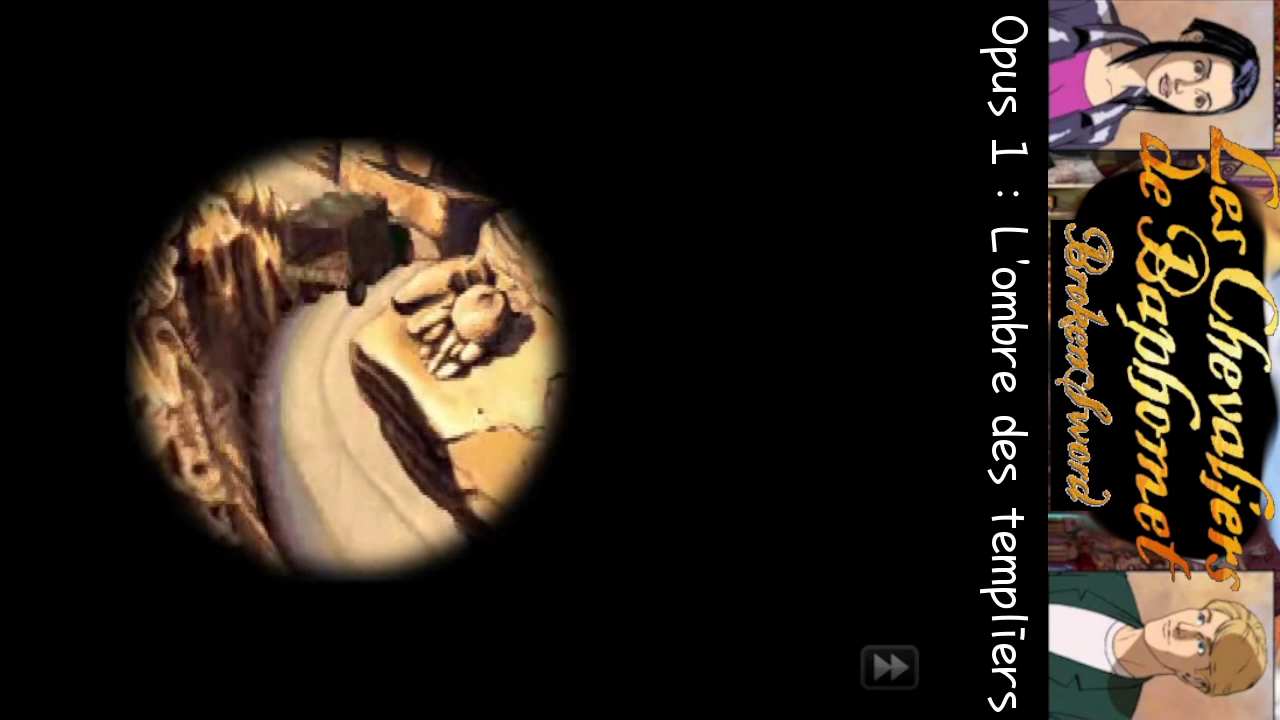 Les Chevaliers
de Baphomet
Broken Sword
Opus 1 : L'ombre des templiers